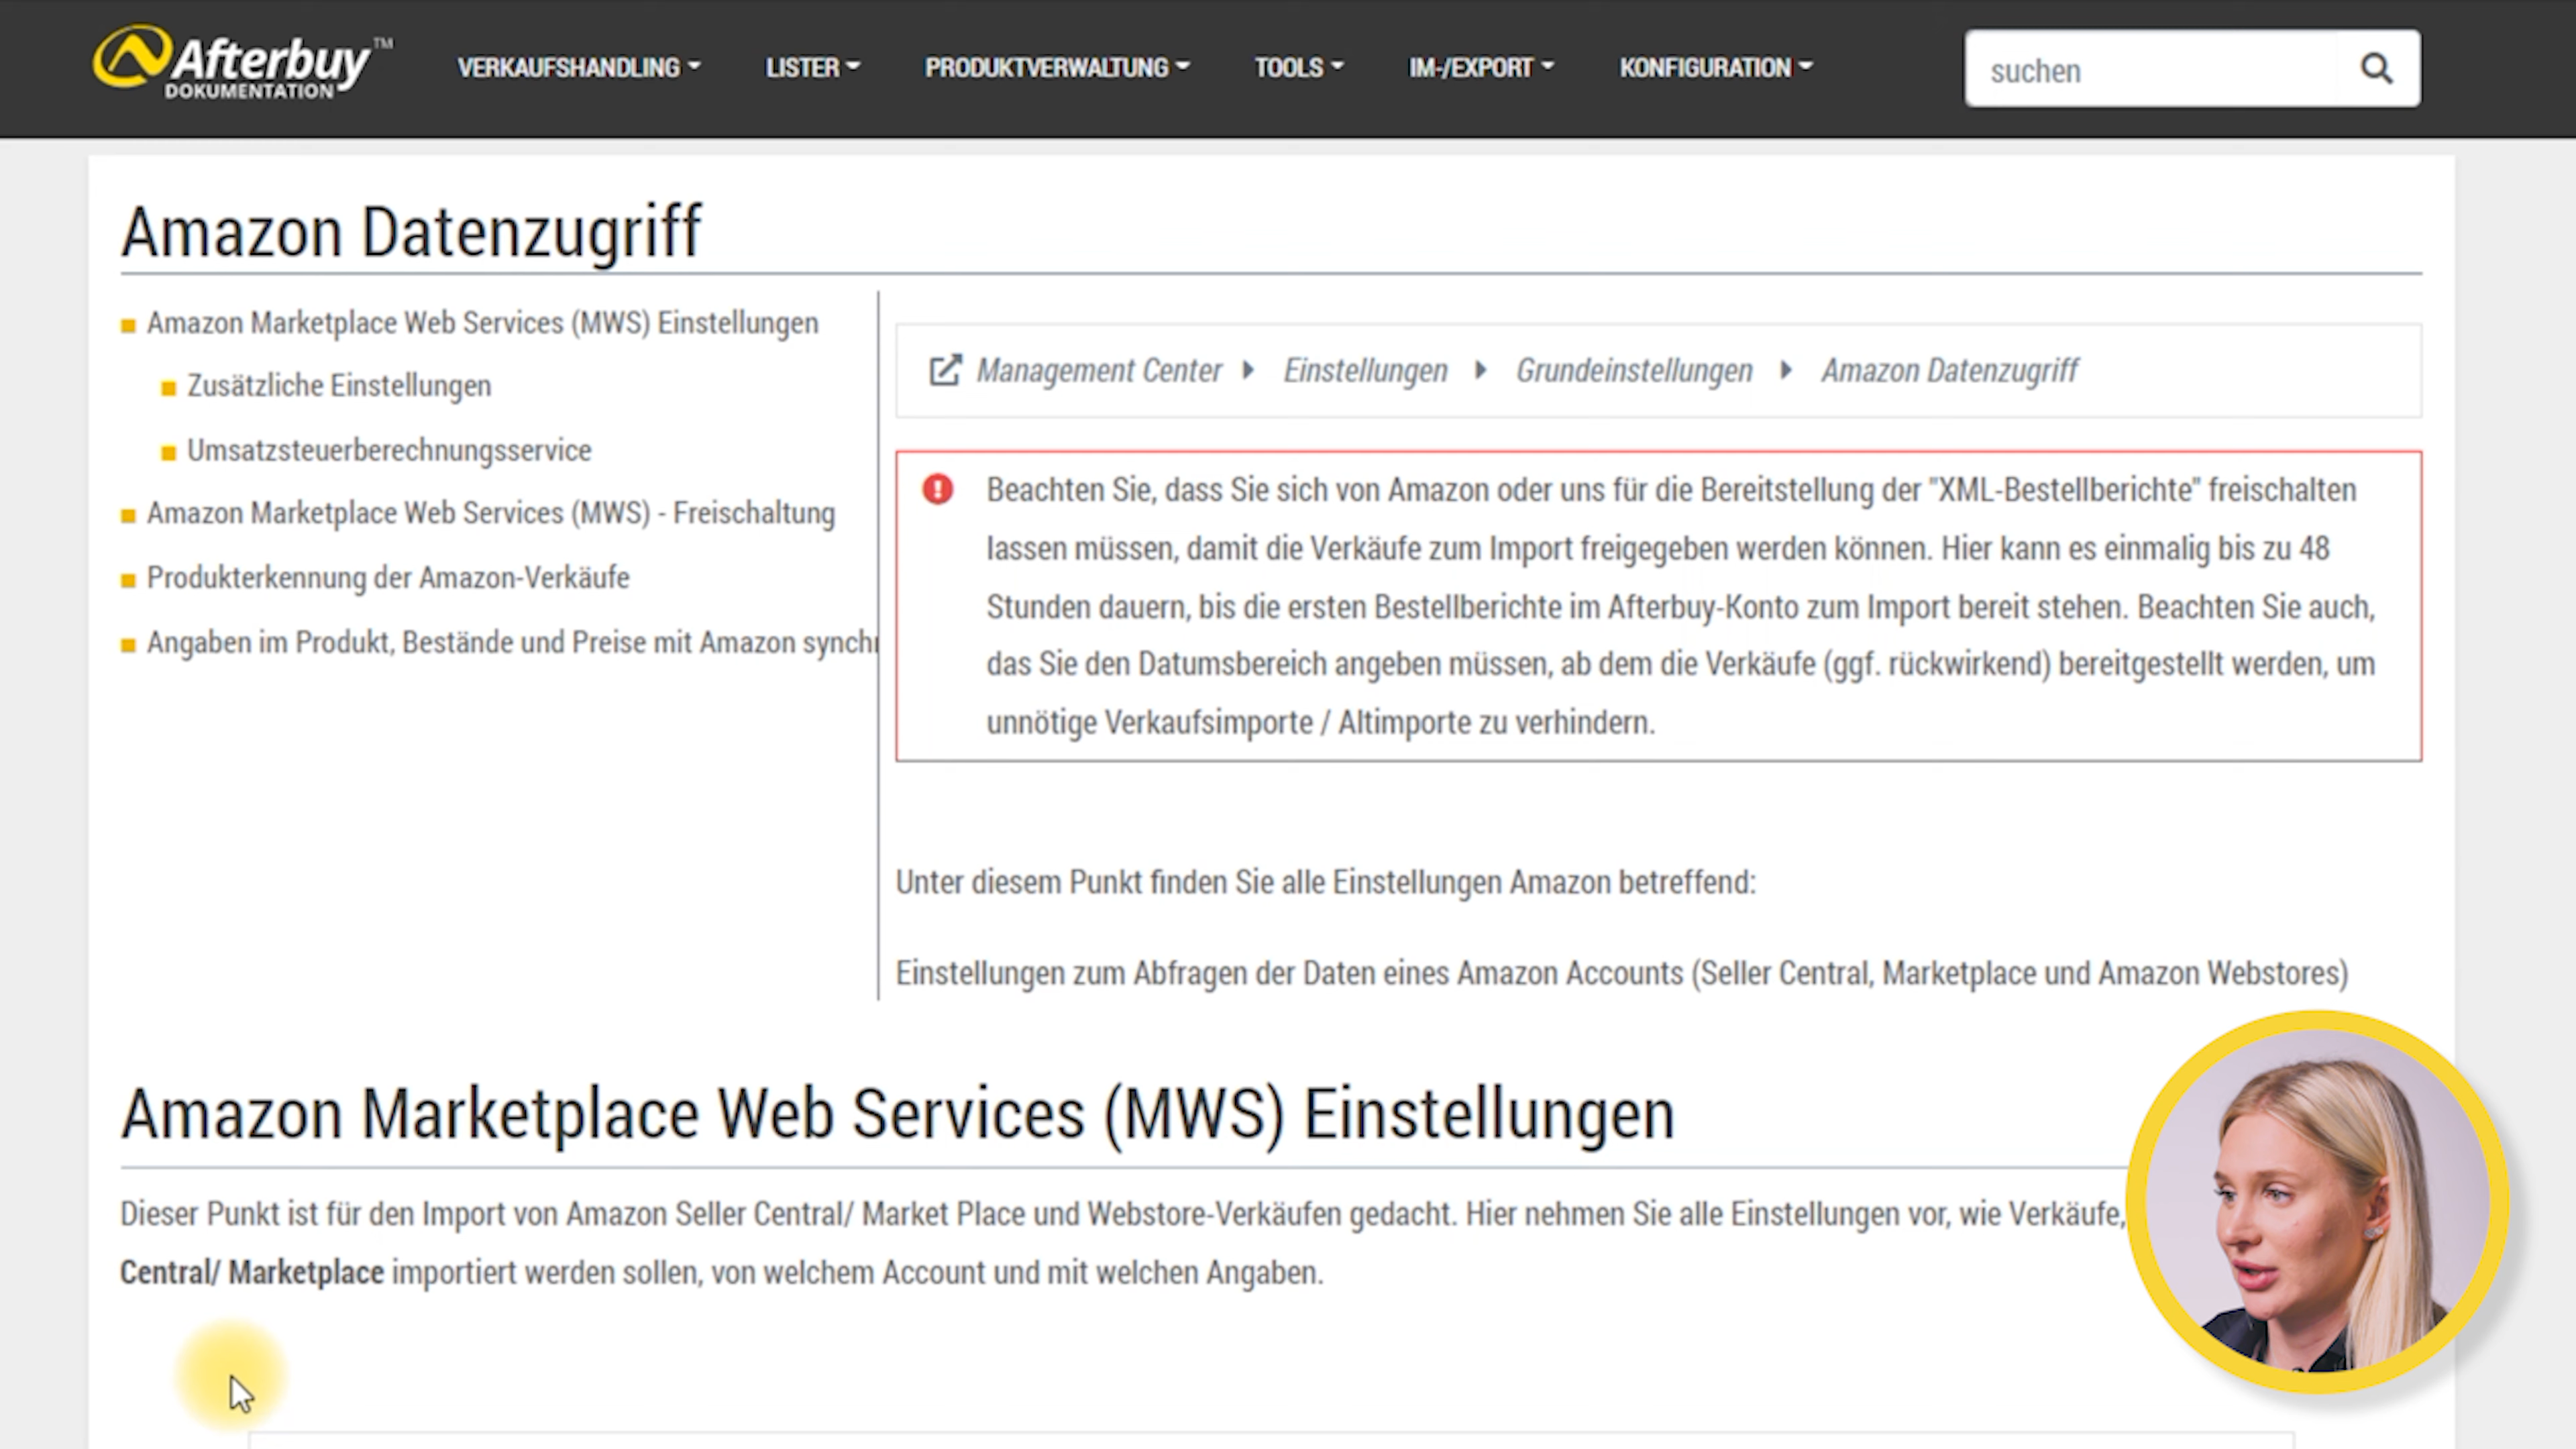 Afterbuy™
DOKUMENTATION
VERKAUFSHANDLING
LISTER
PRODUKTVERWALTUNG
TOOLS
IM-/EXPORT
KONFIGURATION
suchen
Amazon Datenzugriff
Amazon Marketplace Web Services (MWS) Einstellungen
Zusätzliche Einstellungen
Umsatzsteuerberechnungsservice
Amazon Marketplace Web Services (MWS) - Freischaltung
Produkterkennung der Amazon-Verkäufe
Angaben im Produkt, Bestände und Preise mit Amazon synch
Management Center Einstellungen Grundeinstellungen Amazon Datenzugriff
Beachten Sie, dass Sie sich von Amazon oder uns für die Bereitstellung der "XML-Bestellberichte" freischalten
lassen müssen, damit die Verkäufe zum Import freigegeben werden können. Hier kann es einmalig bis zu 48
Stunden dauern, bis die ersten Bestellberichte im Afterbuy-Konto zum Import bereit stehen. Beachten Sie auch,
das Sie den Datumsbereich angeben müssen, ab dem die Verkäufe (ggf. rückwirkend) bereitgestellt werden, um
unnötige Verkaufsimporte / Altimporte zu verhindern.
Unter diesem Punkt finden Sie alle Einstellungen Amazon betreffend:
Einstellungen zum Abfragen der Daten eines Amazon Accounts (Seller Central, Marketplace und Amazon Webstores)
Amazon Marketplace Web Services (MWS) Einstellungen
Dieser Punkt ist für den Import von Amazon Seller Central/ Market Place und Webstore-Verkäufen gedacht. Hier nehmen Sie alle Einstellungen vor, wie Verkäufe,
Central/ Marketplace importiert werden sollen, von welchem Account und mit welchen Angaben.